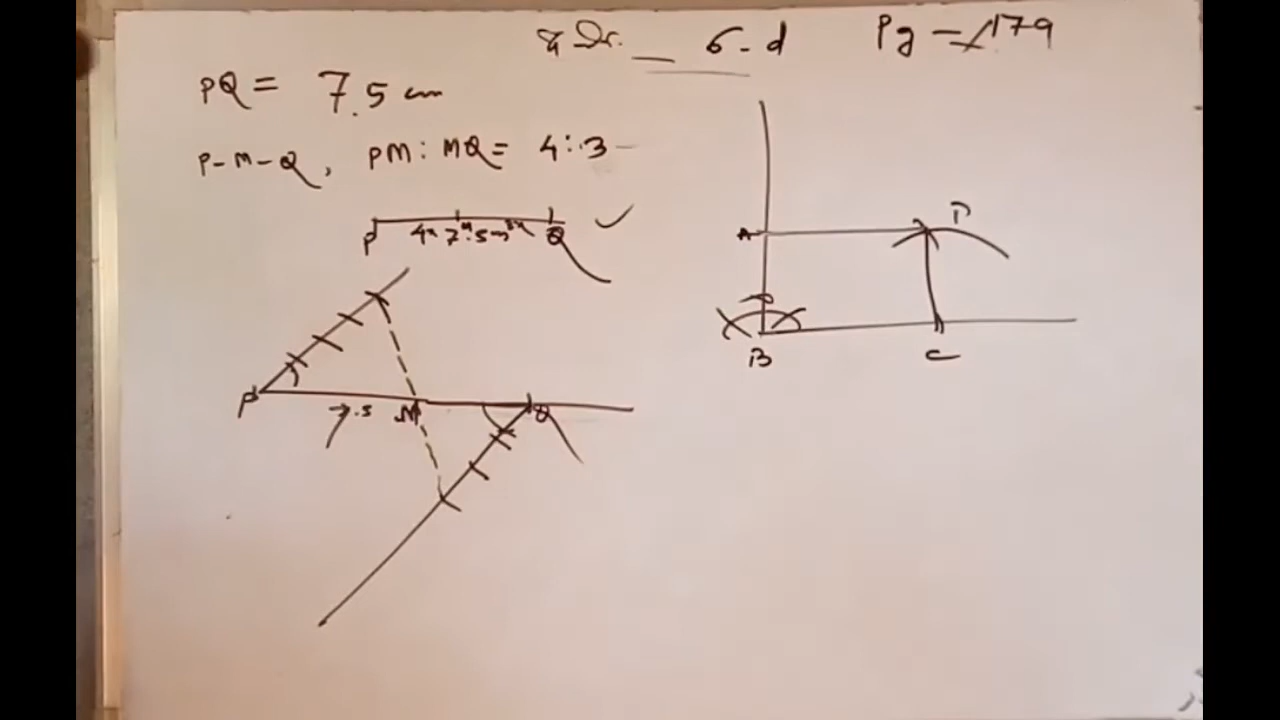 6-d Pg - 179
PQ = 7.5 cm
P-M-Q, PM : MQ = 4 : 3
P Q
P 7.5 M Q
A D
B C